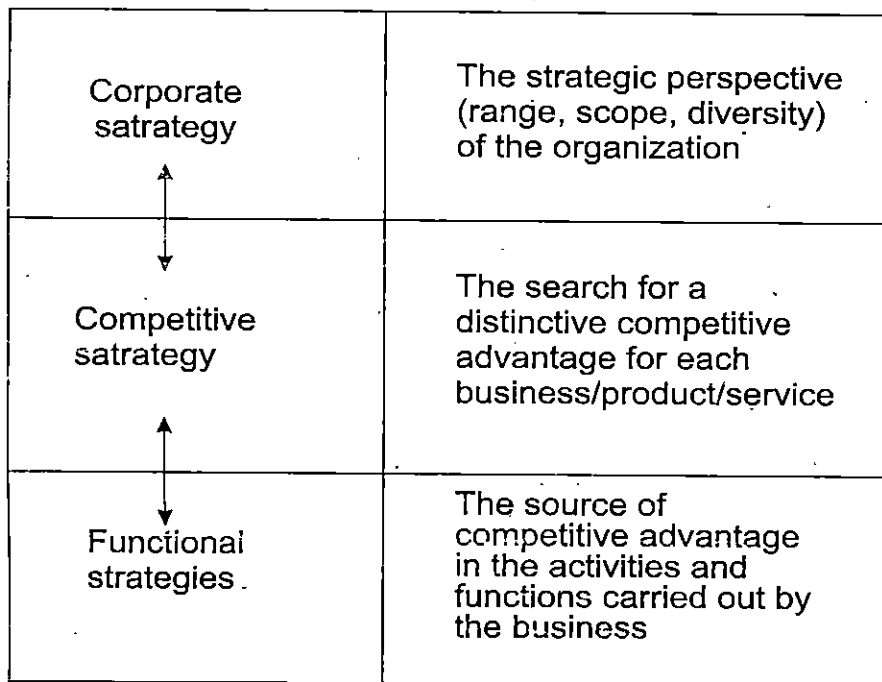 Corporate
satrategy
The strategic perspective
(range, scope, diversity)
of the organization
Competitive
satrategy
The search for a
distinctive competitive
advantage for each
business/product/service
Functional
strategies
The source of
competitive advantage
in the activities and
functions carried out by
the business